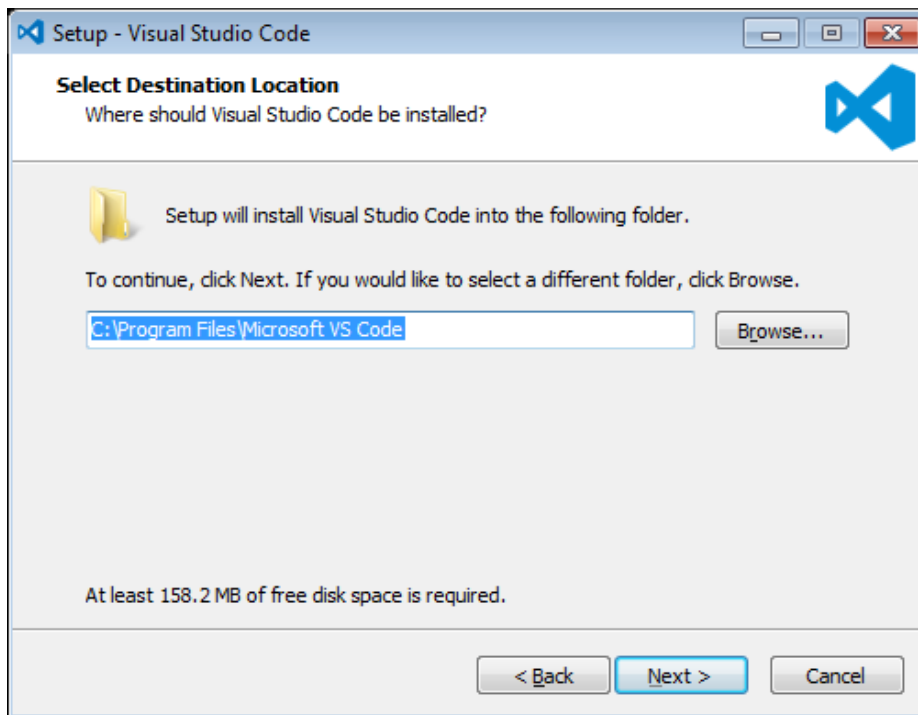 Setup - Visual Studio Code
Select Destination Location
Where should Visual Studio Code be installed?
Setup will install Visual Studio Code into the following folder.
To continue, click Next. If you would like to select a different folder, click Browse.
C:\Program Files\Microsoft VS Code
Browse...
At least 158.2 MB of free disk space is required.
< Back
Next >
Cancel